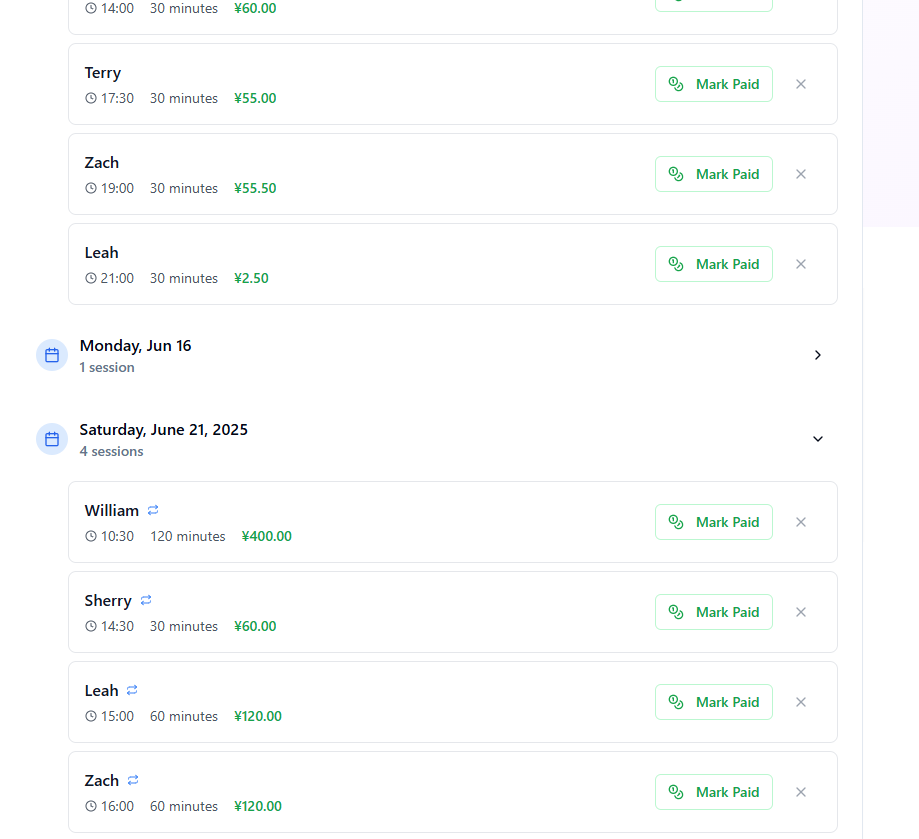 14:00 30 minutes ¥60.00
Terry
17:30 30 minutes ¥55.00
Mark Paid
Zach
19:00 30 minutes ¥55.50
Mark Paid
Leah
21:00 30 minutes ¥2.50
Mark Paid
Monday, Jun 16
1 session
Saturday, June 21, 2025
4 sessions
William
10:30 120 minutes ¥400.00
Mark Paid
Sherry
14:30 30 minutes ¥60.00
Mark Paid
Leah
15:00 60 minutes ¥120.00
Mark Paid
Zach
16:00 60 minutes ¥120.00
Mark Paid